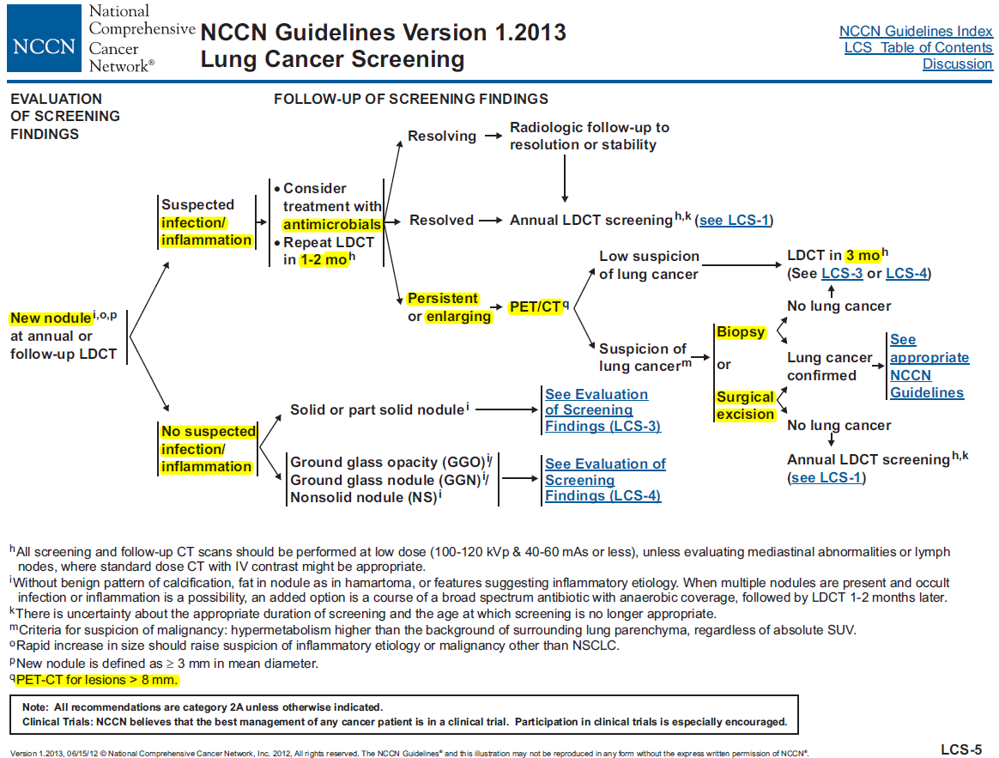 NCCN
National
Comprehensive
Cancer
Network®
NCCN Guidelines Version 1.2013
Lung Cancer Screening
NCCN Guidelines Index
LCS Table of Contents
Discussion
EVALUATION
OF SCREENING
FINDINGS
FOLLOW-UP OF SCREENING FINDINGS
New nodule i,o,p
at annual or
follow-up LDCT
Suspected
infection/
inflammation
• Consider
treatment with
antimicrobials
• Repeat LDCT
in 1-2 mo h
Resolving
Radiologic follow-up to
resolution or stability
Resolved
Annual LDCT screening h,k (see LCS-1)
Persistent
or enlarging
PET/CT q
Low suspicion
of lung cancer
LDCT in 3 mo h
(See LCS-3 or LCS-4)
Suspicion of
lung cancer m
Biopsy
or
Surgical
excision
No lung cancer
Lung cancer
confirmed
See
appropriate
NCCN
Guidelines
No lung cancer
Annual LDCT screening h,k
(see LCS-1)
No suspected
infection/
inflammation
Solid or part solid nodule i
See Evaluation
of Screening
Findings (LCS-3)
Ground glass opacity (GGO) i/
Ground glass nodule (GGN) i/
Nonsolid nodule (NS) i
See Evaluation of
Screening
Findings (LCS-4)
h All screening and follow-up CT scans should be performed at low dose (100-120 kVp & 40-60 mAs or less), unless evaluating mediastinal abnormalities or lymph
nodes, where standard dose CT with IV contrast might be appropriate.
i Without benign pattern of calcification, fat in nodule as in hamartoma, or features suggesting inflammatory etiology. When multiple nodules are present and occult
infection or inflammation is a possibility, an added option is a course of a broad spectrum antibiotic with anaerobic coverage, followed by LDCT 1-2 months later.
k There is uncertainty about the appropriate duration of screening and the age at which screening is no longer appropriate.
m Criteria for suspicion of malignancy: hypermetabolism higher than the background of surrounding lung parenchyma, regardless of absolute SUV.
o Rapid increase in size should raise suspicion of inflammatory etiology or malignancy other than NSCLC.
p New nodule is defined as ≥ 3 mm in mean diameter.
q PET-CT for lesions > 8 mm.
Note: All recommendations are category 2A unless otherwise indicated.
Clinical Trials: NCCN believes that the best management of any cancer patient is in a clinical trial. Participation in clinical trials is especially encouraged.
Version 1.2013, 06/15/12 © National Comprehensive Cancer Network, Inc. 2012, All rights reserved. The NCCN Guidelines® and this illustration may not be reproduced in any form without the express written permission of NCCN®.
LCS-5